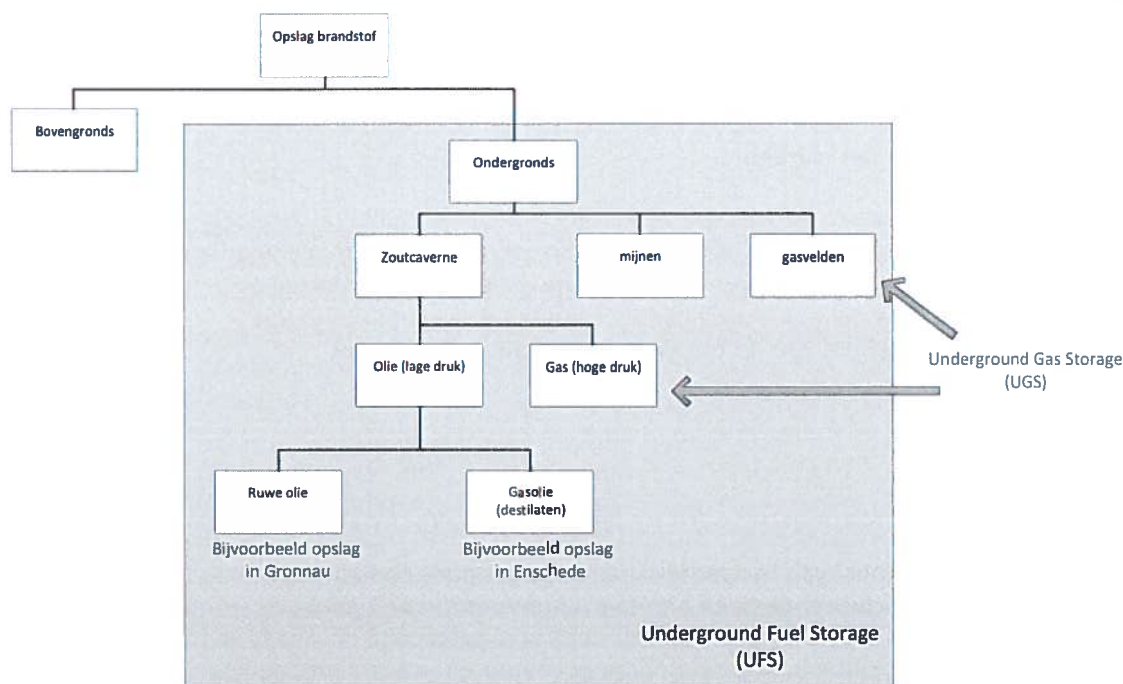 Opslag brandstof
Bovengronds
Ondergronds
Zoutcaverne
mijnen
gasvelden
Underground Gas Storage
(UGS)
Olie (lage druk)
Gas (hoge druk)
Ruwe olie
Gasolie
(destilaten)
Bijvoorbeeld opslag
in Gronnau
Bijvoorbeeld opslag
in Enschede
Underground Fuel Storage
(UFS)